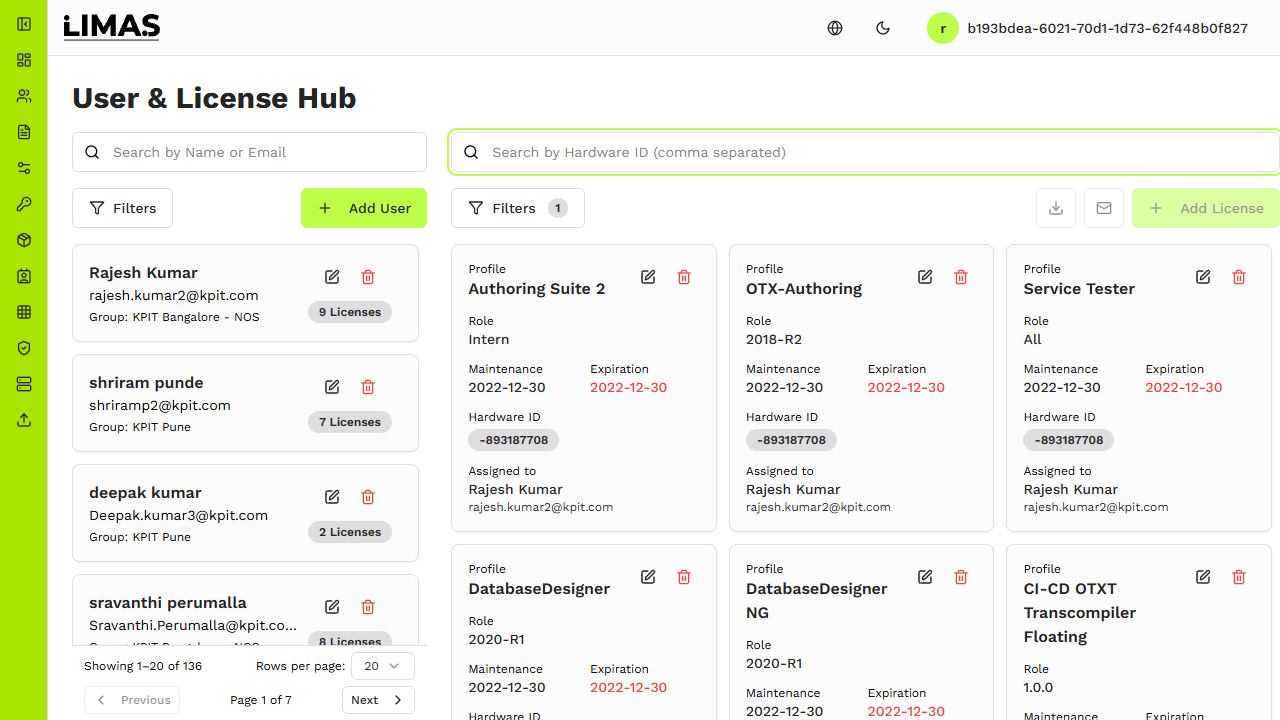 LIMAS
r
b193bdea-6021-70d1-1d73-62f448b0f827
User & License Hub
Search by Name or Email
Search by Hardware ID (comma separated)
Filters
Add User
Filters
1
Add License
Rajesh Kumar
rajesh.kumar2@kpit.com
Group: KPIT Bangalore - NOS
9 Licenses
shriram punde
shriramp2@kpit.com
Group: KPIT Pune
7 Licenses
deepak kumar
Deepak.kumar3@kpit.com
Group: KPIT Pune
2 Licenses
sravanthi perumalla
Sravanthi.Perumalla@kpit.co...
Group: KPIT Bangalore - NOS
8 Licenses
Showing 1–20 of 136
Rows per page:
20
Previous
Page 1 of 7
Next
Profile
Authoring Suite 2
Role
Intern
Maintenance
Expiration
2022-12-30
2022-12-30
Hardware ID
-893187708
Assigned to
Rajesh Kumar
rajesh.kumar2@kpit.com
Profile
OTX-Authoring
Role
2018-R2
Maintenance
Expiration
2022-12-30
2022-12-30
Hardware ID
-893187708
Assigned to
Rajesh Kumar
rajesh.kumar2@kpit.com
Profile
Service Tester
Role
All
Maintenance
Expiration
2022-12-30
2022-12-30
Hardware ID
-893187708
Assigned to
Rajesh Kumar
rajesh.kumar2@kpit.com
Profile
DatabaseDesigner
Role
2020-R1
Maintenance
Expiration
2022-12-30
2022-12-30
Hardware ID
Profile
DatabaseDesigner
NG
Role
2020-R1
Maintenance
Expiration
2022-12-30
2022-12-30
Profile
CI-CD OTXT
Transcompiler
Floating
Role
1.0.0
Maintenance
Expiration